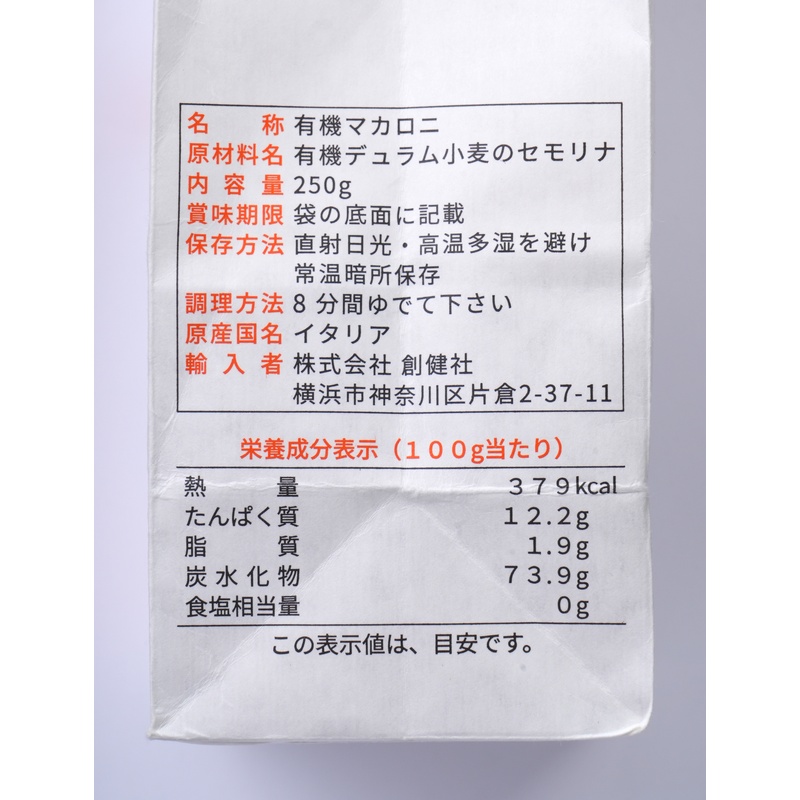 名称 有機マカロニ
原材料名 有機デュラム小麦のセモリナ
内容量 250g
賞味期限 袋の底面に記載
保存方法 直射日光・高温多湿を避け
常温暗所保存
調理方法 8分間ゆでて下さい
原産国名 イタリア
輸入者 株式会社 創健社
横浜市神奈川区片倉2-37-11
栄養成分表示（１００g当たり）
熱量 ３７９kcal
たんぱく質 １２.２g
脂質 １.９g
炭水化物 ７３.９g
食塩相当量 ０g
この表示値は、目安です。